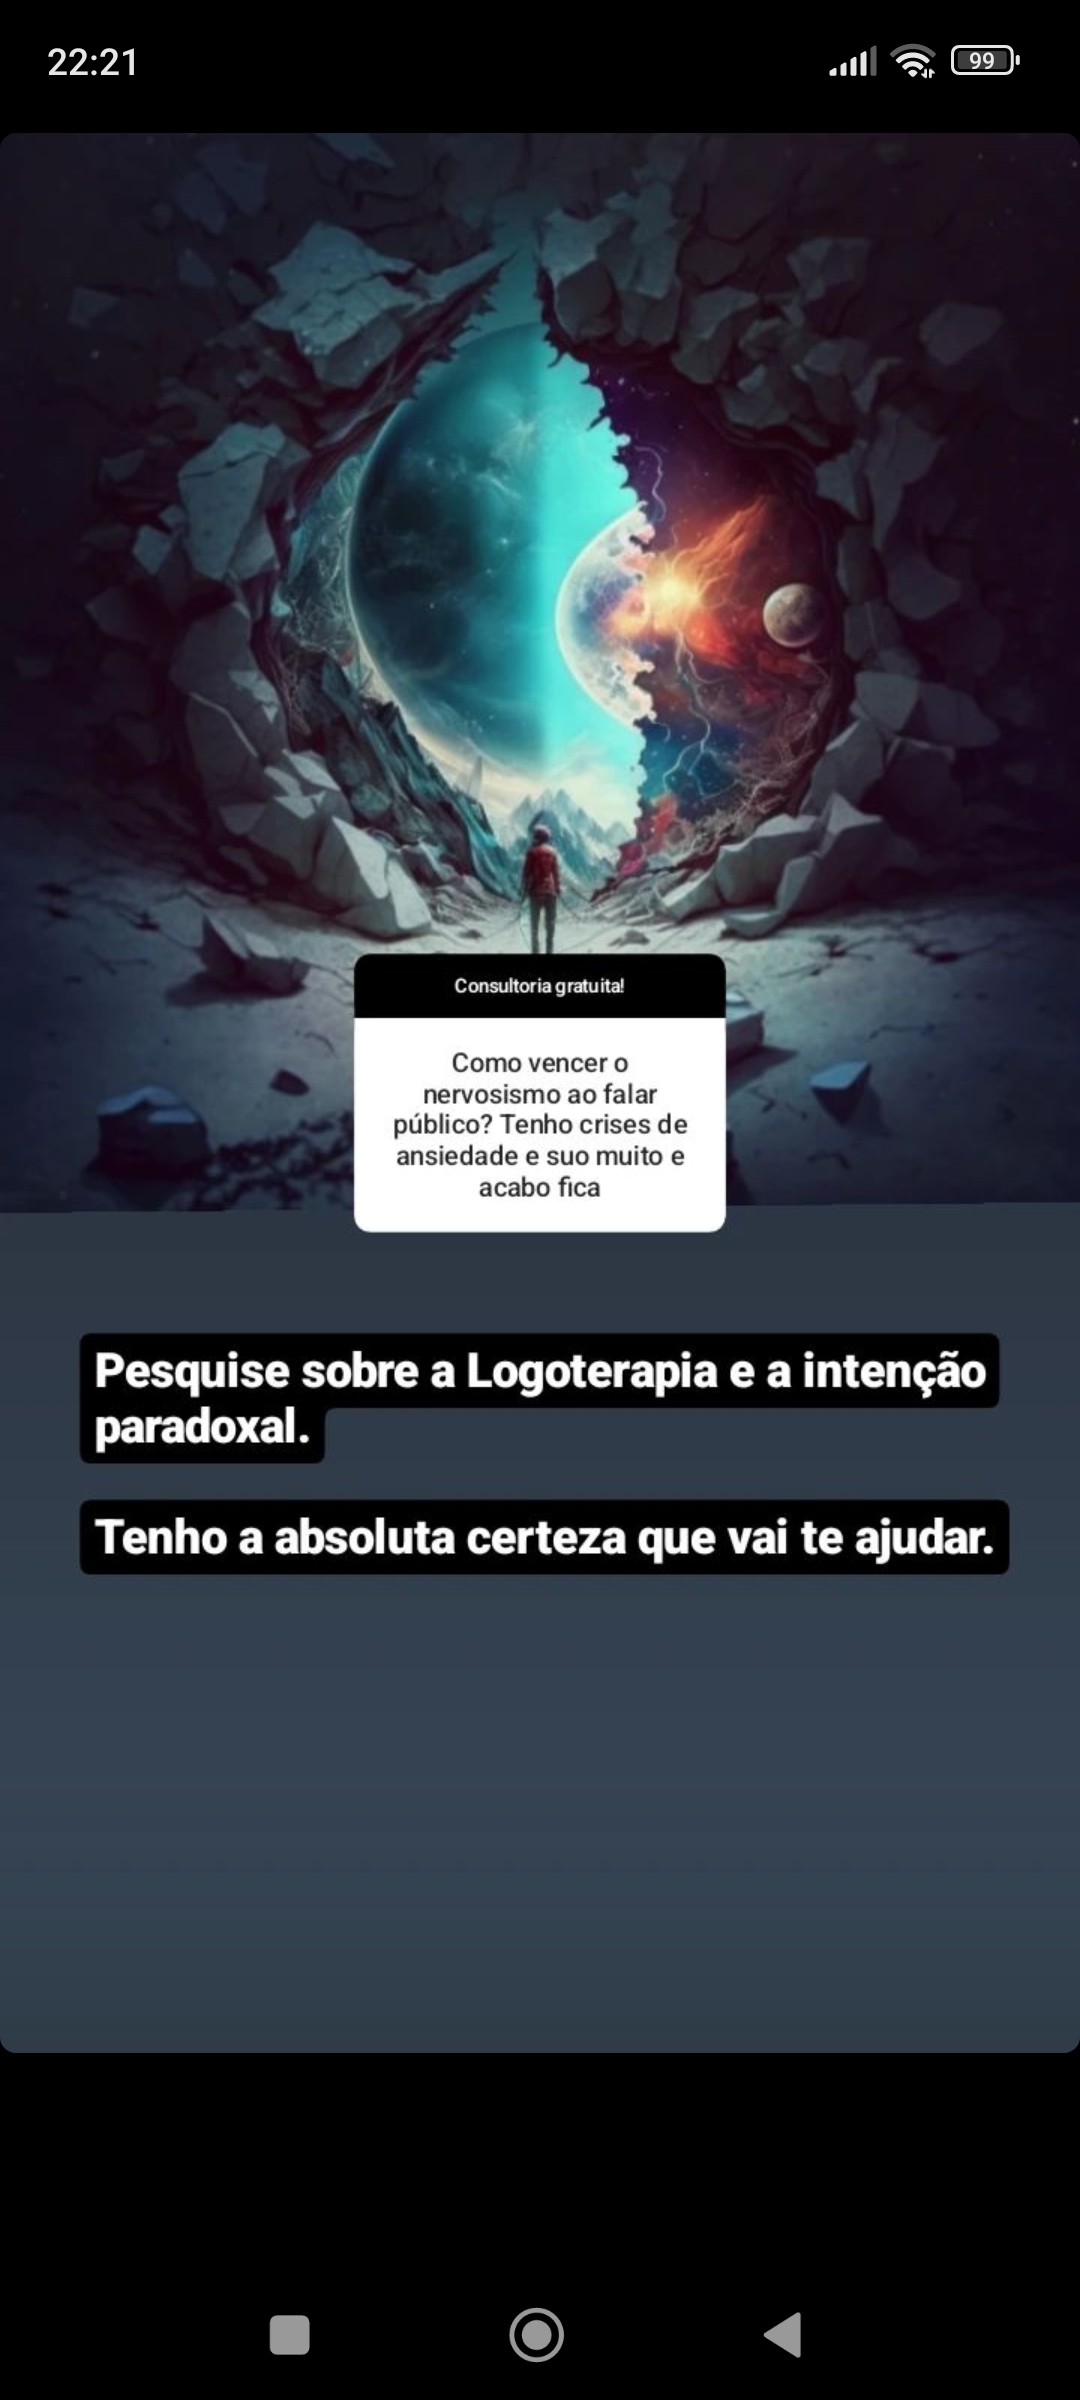 22:21
99
Consultoria gratuita!
Como vencer o
nervosismo ao falar
público? Tenho crises de
ansiedade e suo muito e
acabo fica
Pesquise sobre a Logoterapia e a intenção
paradoxal.
Tenho a absoluta certeza que vai te ajudar.